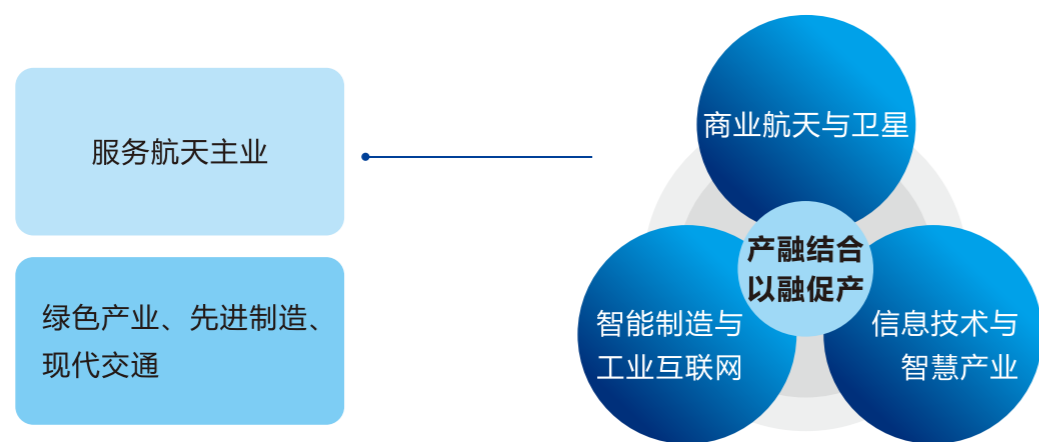 服务航天主业
绿色产业、先进制造、
现代交通
商业航天与卫星
产融结合
以融促产
智能制造与
工业互联网
信息技术与
智慧产业